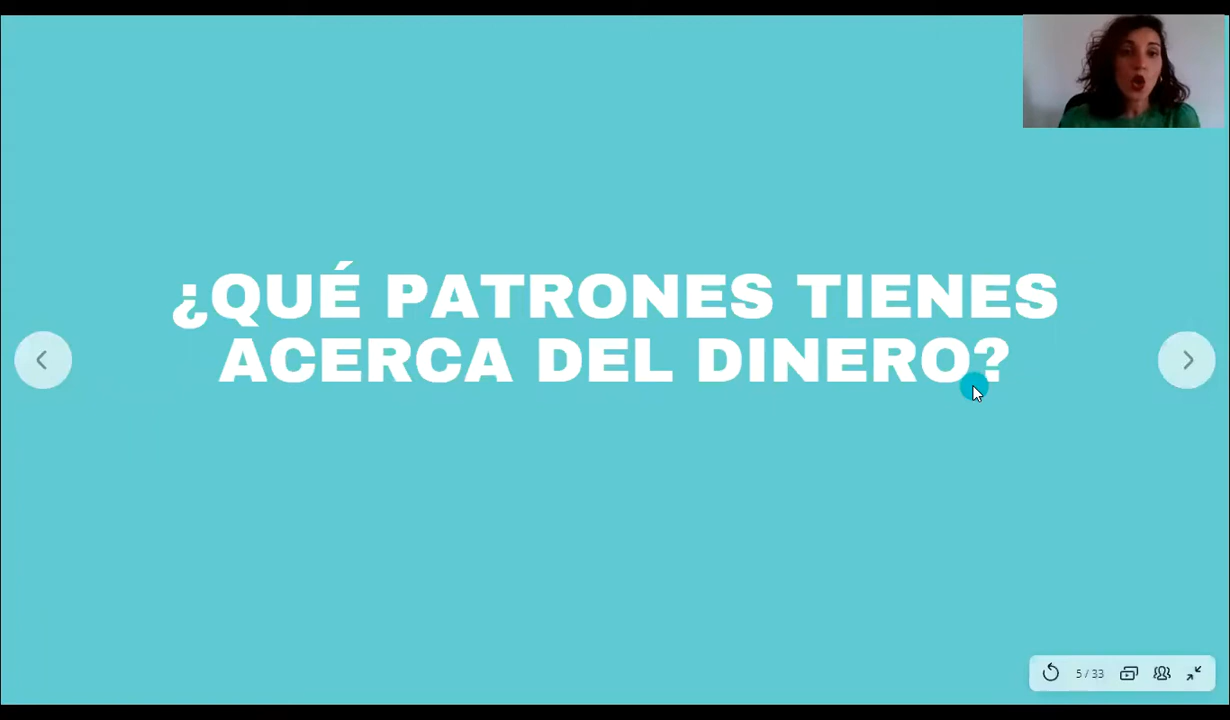 ¿QUÉ PATRONES TIENES
ACERCA DEL DINERO?
5 / 33